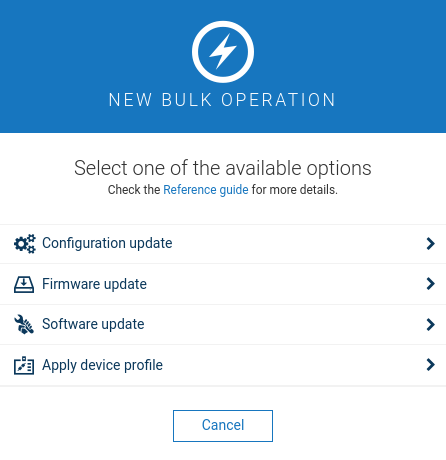 NEW BULK OPERATION
Select one of the available options
Check the Reference guide for more details.
Configuration update
Firmware update
Software update
Apply device profile
Cancel